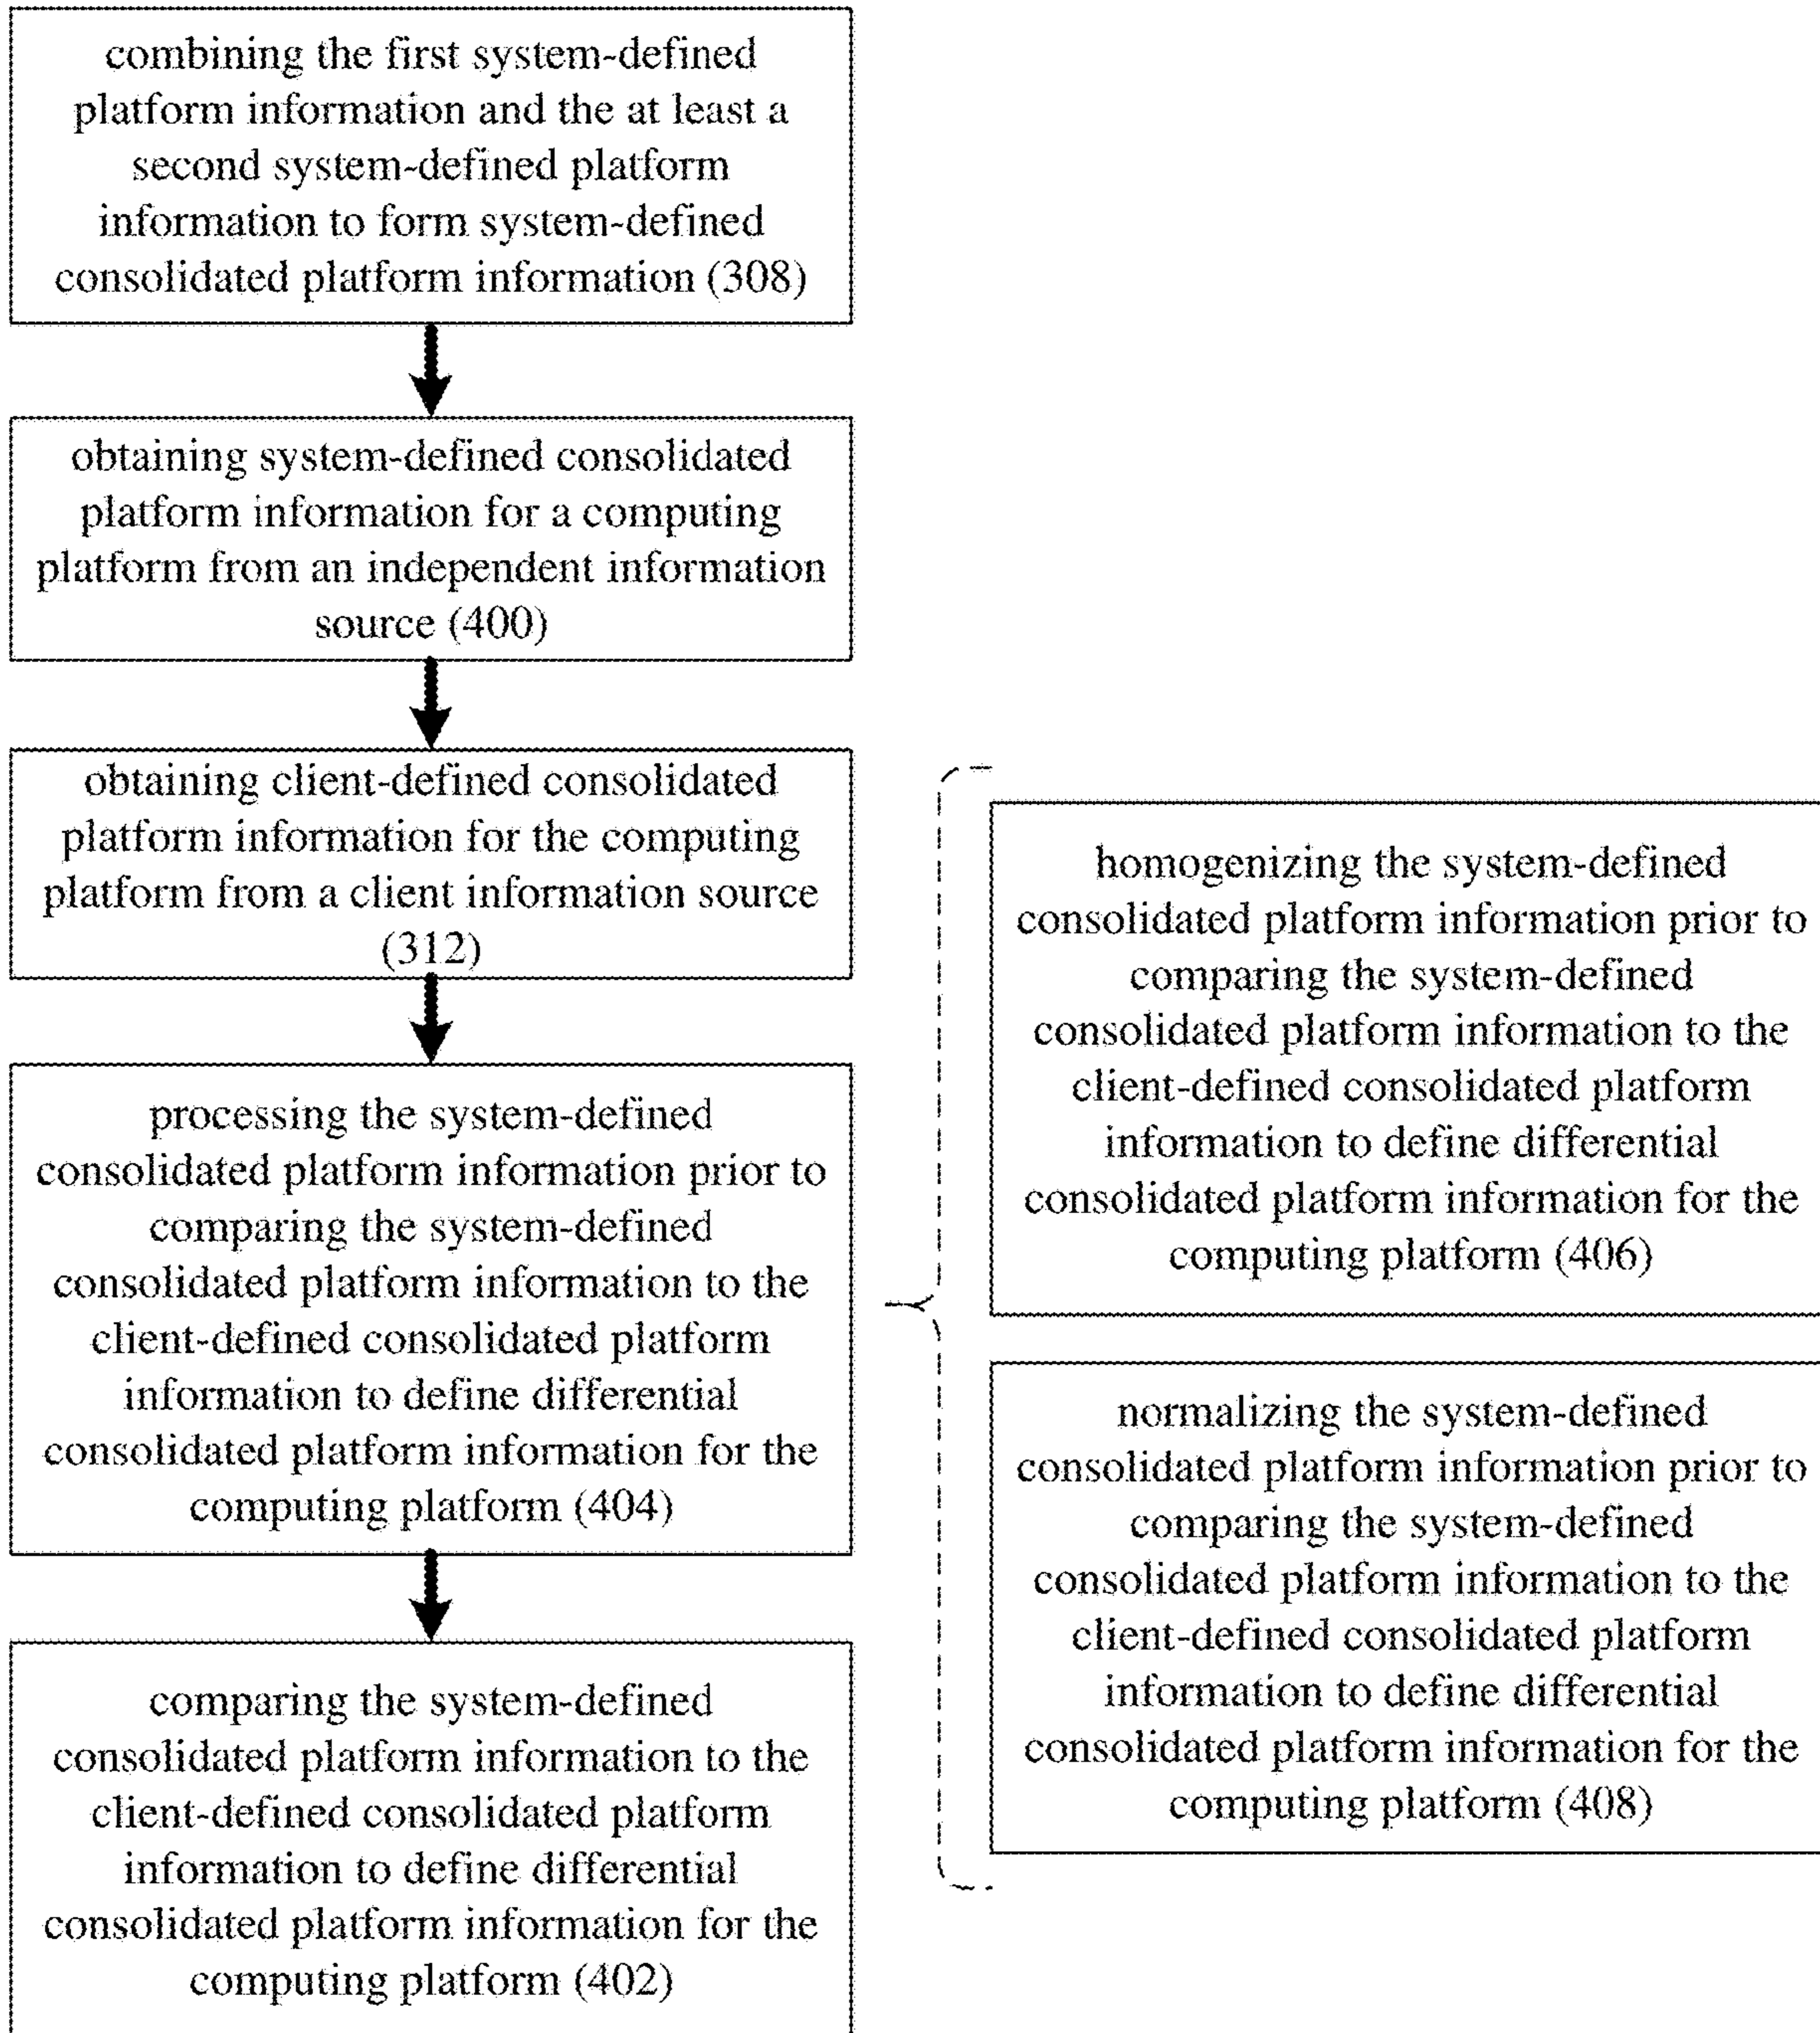 combining the first system-defined
platform information and the at least a
second system-defined platform
information to form system-defined
consolidated platform information (308)
obtaining system-defined consolidated
platform information for a computing
platform from an independent information
source (400)
obtaining client-defined consolidated
platform information for the computing
platform from a client information source
(312)
processing the system-defined
consolidated platform information prior to
comparing the system-defined
consolidated platform information to the
client-defined consolidated platform
information to define differential
consolidated platform information for the
computing platform (404)
comparing the system-defined
consolidated platform information to the
client-defined consolidated platform
information to define differential
consolidated platform information for the
computing platform (402)
homogenizing the system-defined
consolidated platform information prior to
comparing the system-defined
consolidated platform information to the
client-defined consolidated platform
information to define differential
consolidated platform information for the
computing platform (406)
normalizing the system-defined
consolidated platform information prior to
comparing the system-defined
consolidated platform information to the
client-defined consolidated platform
information to define differential
consolidated platform information for the
computing platform (408)